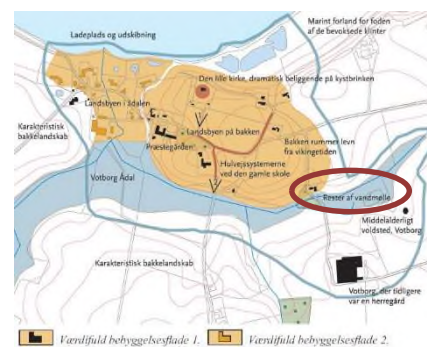 Ladeplads og udskibning
Marint forland for foden
af de bevoksede klinter
Den lille kirke, dramatisk beliggende på kystbrinken
Landsbyen i ådalen
Karakteristisk
bakkelandskab
Landsbyen på bakken
Præstegården
Bakken rummer levn
fra vikingetiden
Hulvejssystemerne
ved den gamle skole
Votborg Ådal
Rester af vandmølle
Middelalderligt
voldsted, Votborg
Karakteristisk bakkelandskab
Votborg, der tidligere
var en herregård
Værdifuld bebyggelsesflade 1.
Værdifuld bebyggelsesflade 2.